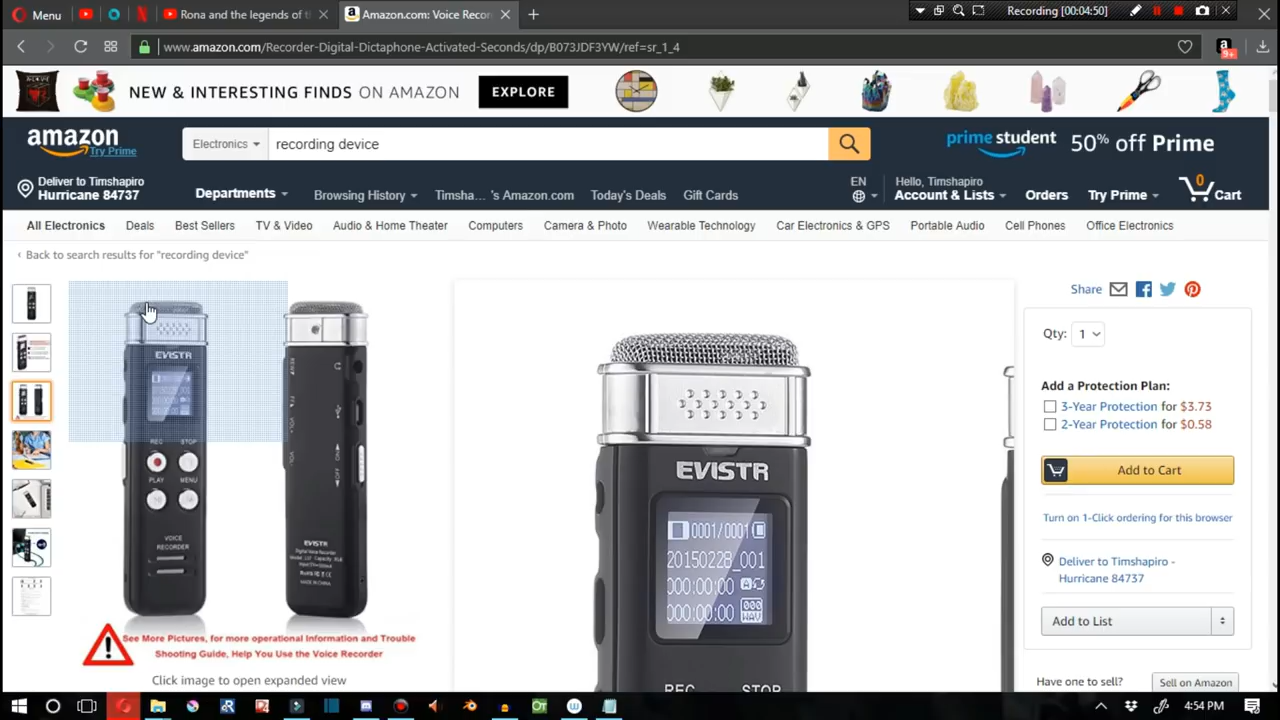 Menu
Rona and the legends of t
Amazon.com: Voice Recor
Recording [00:04:50]
www.amazon.com/Recorder-Digital-Dictaphone-Activated-Seconds/dp/B073JDF3YW/ref=sr_1_4
9+
NEW & INTERESTING FINDS ON AMAZON
EXPLORE
amazon
Try Prime
Electronics
recording device
prime student
50% off Prime
Deliver to Timshapiro
Hurricane 84737
Departments
Browsing History
Timsha... 's Amazon.com
Today's Deals
Gift Cards
EN
Hello, Timshapiro
Account & Lists
Orders
Try Prime
0
Cart
All Electronics
Deals
Best Sellers
TV & Video
Audio & Home Theater
Computers
Camera & Photo
Wearable Technology
Car Electronics & GPS
Portable Audio
Cell Phones
Office Electronics
‹ Back to search results for "recording device"
EVISTR
REC STOP
PLAY MENU
VOICE
RECORDER
EVISTR
See More Pictures, for more operational Information and Trouble
Shooting Guide, Help You Use the Voice Recorder
Click image to open expanded view
EVISTR
0001/0001
20150228_001
000:00:00
000:00:00
000
WAV
REC STOP
Share
Qty: 1
Add a Protection Plan:
3-Year Protection for $3.73
2-Year Protection for $0.58
Add to Cart
Turn on 1-Click ordering for this browser
Deliver to Timshapiro -
Hurricane 84737
Add to List
Have one to sell?
Sell on Amazon
4:54 PM